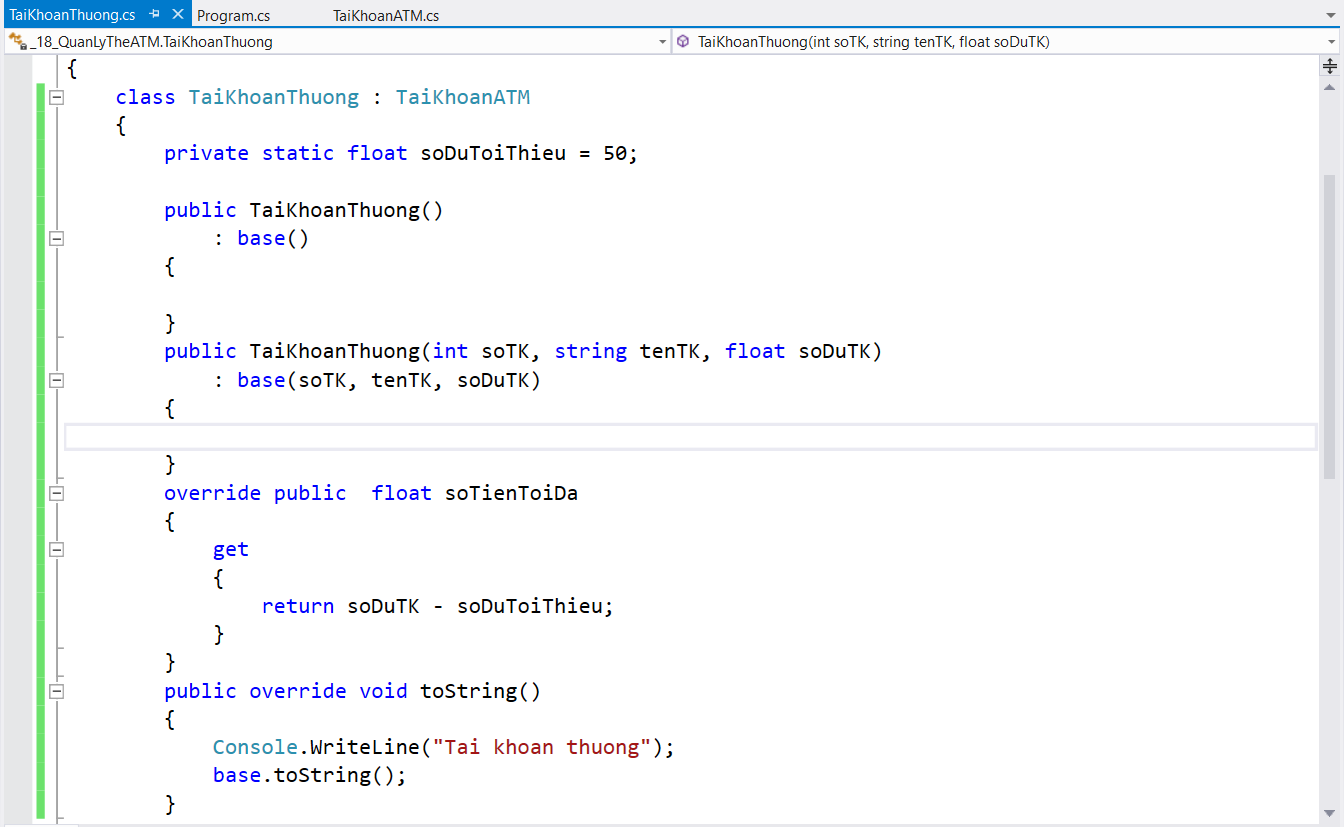 TaiKhoanThuong.cs Program.cs TaiKhoanATM.cs
_18_QuanLyTheATM.TaiKhoanThuong TaiKhoanThuong(int soTK, string tenTK, float soDuTK)
{
class TaiKhoanThuong : TaiKhoanATM
{
private static float soDuToiThieu = 50;
public TaiKhoanThuong()
: base()
{
}
public TaiKhoanThuong(int soTK, string tenTK, float soDuTK)
: base(soTK, tenTK, soDuTK)
{
}
override public  float soTienToiDa
{
get
{
return soDuTK - soDuToiThieu;
}
}
public override void toString()
{
Console.WriteLine("Tai khoan thuong");
base.toString();
}